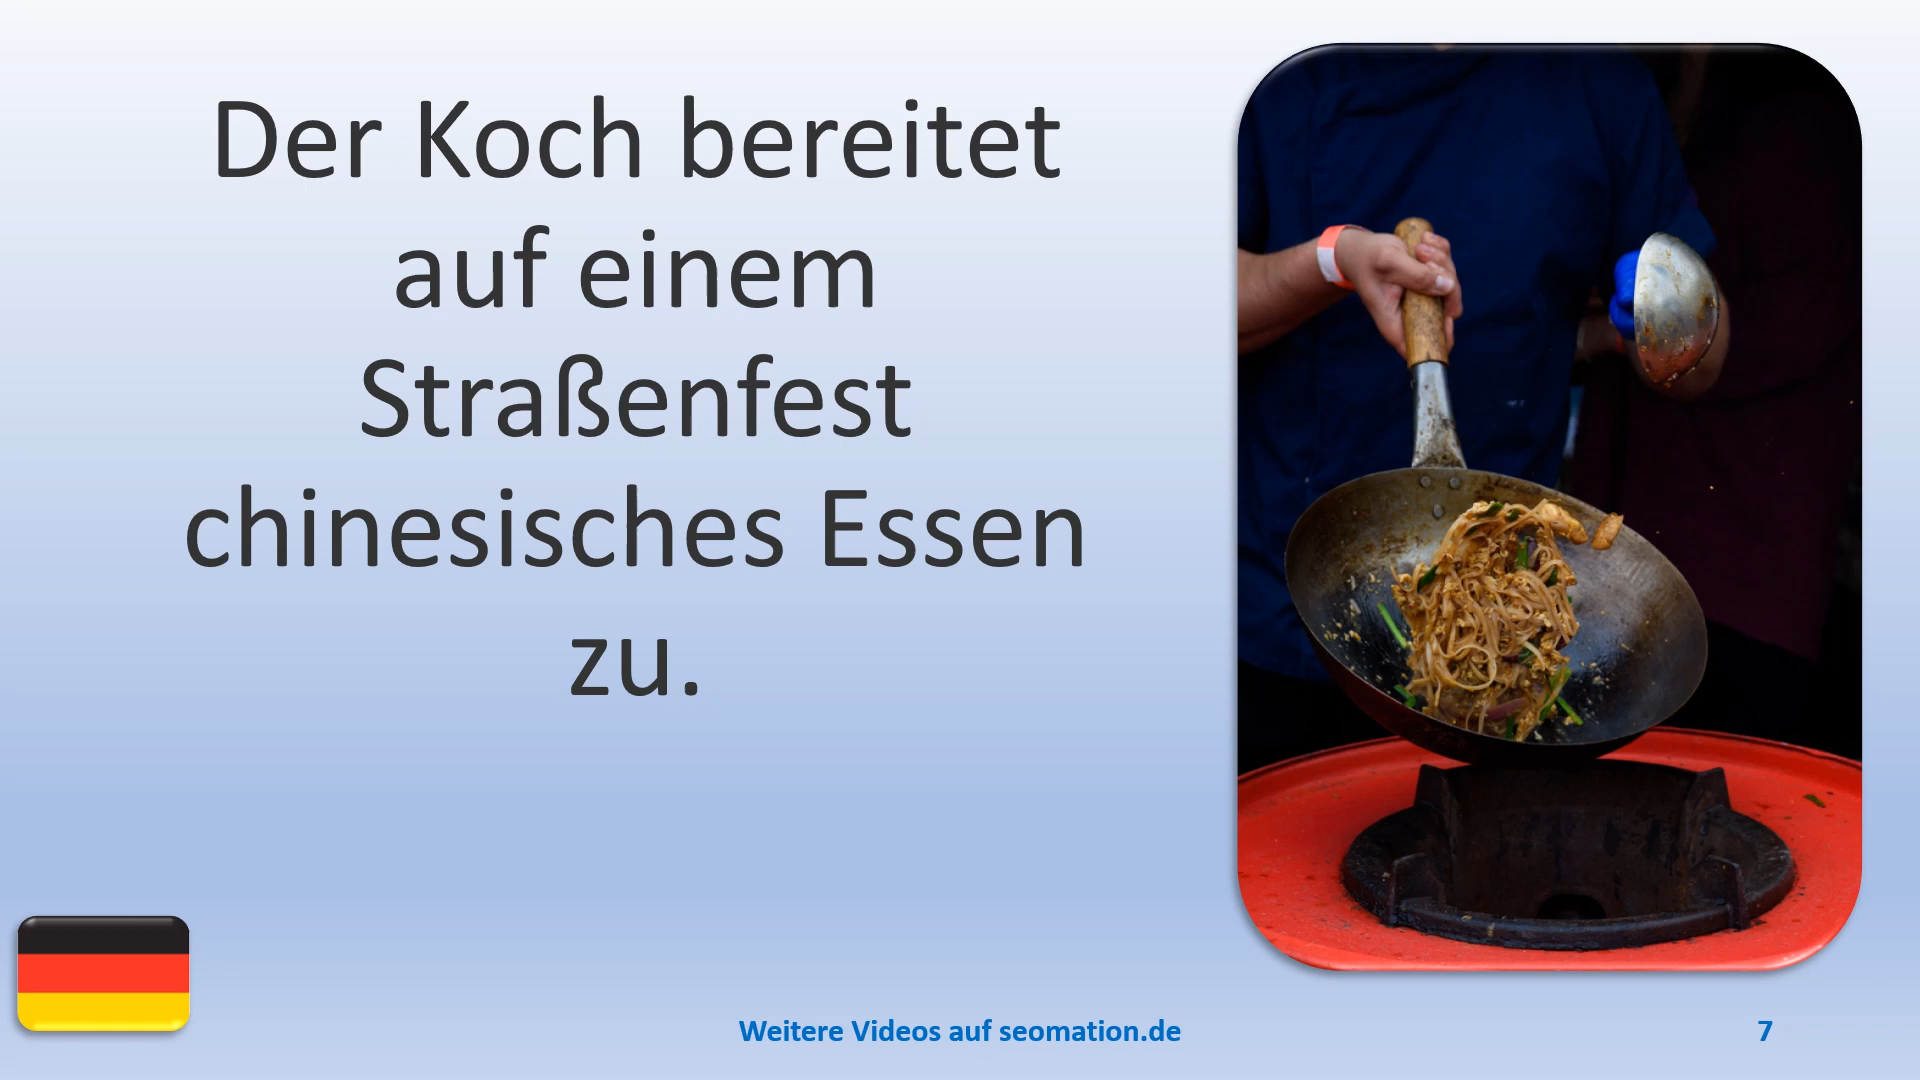 Der Koch bereitet
auf einem
Straßenfest
chinesisches Essen
zu.
Weitere Videos auf seomation.de
7